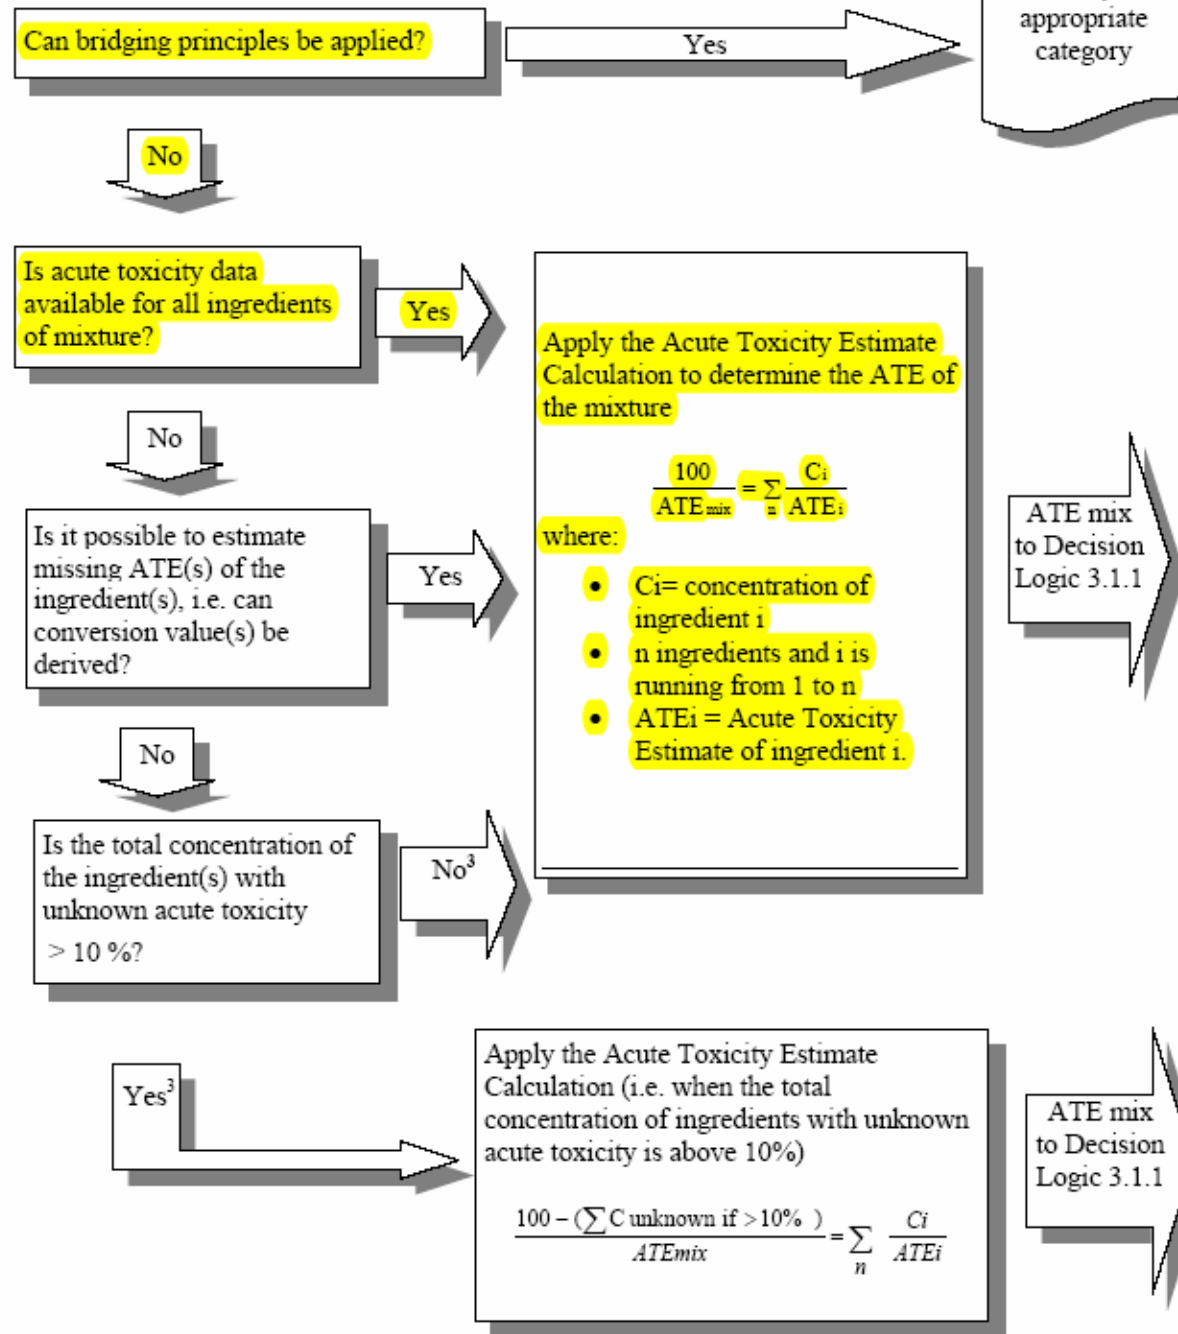 appropriate
category
Can bridging principles be applied?
Yes
No
Is acute toxicity data
available for all ingredients
of mixture?
Yes
Apply the Acute Toxicity Estimate
Calculation to determine the ATE of
the mixture
100 / ATE mix = Σ n Ci / ATE i
where:
• Ci= concentration of
ingredient i
• n ingredients and i is
running from 1 to n
• ATEi = Acute Toxicity
Estimate of ingredient i.
ATE mix
to Decision
Logic 3.1.1
No
Is it possible to estimate
missing ATE(s) of the
ingredient(s), i.e. can
conversion value(s) be
derived?
Yes
No
Is the total concentration of
the ingredient(s) with
unknown acute toxicity
> 10 %?
No³
Yes³
Apply the Acute Toxicity Estimate
Calculation (i.e. when the total
concentration of ingredients with unknown
acute toxicity is above 10%)
100 – (∑ C unknown if >10% ) / ATEmix = ∑ n Ci / ATEi
ATE mix
to Decision
Logic 3.1.1